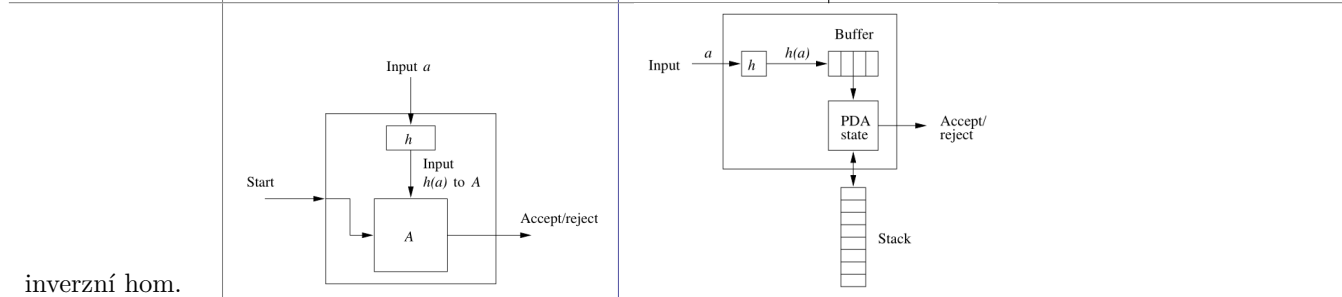 inverzní hom.
Input a
h
Input
h(a) to A
Start
A
Accept/reject
Buffer
Input
a
h
h(a)
PDA
state
Accept/
reject
Stack